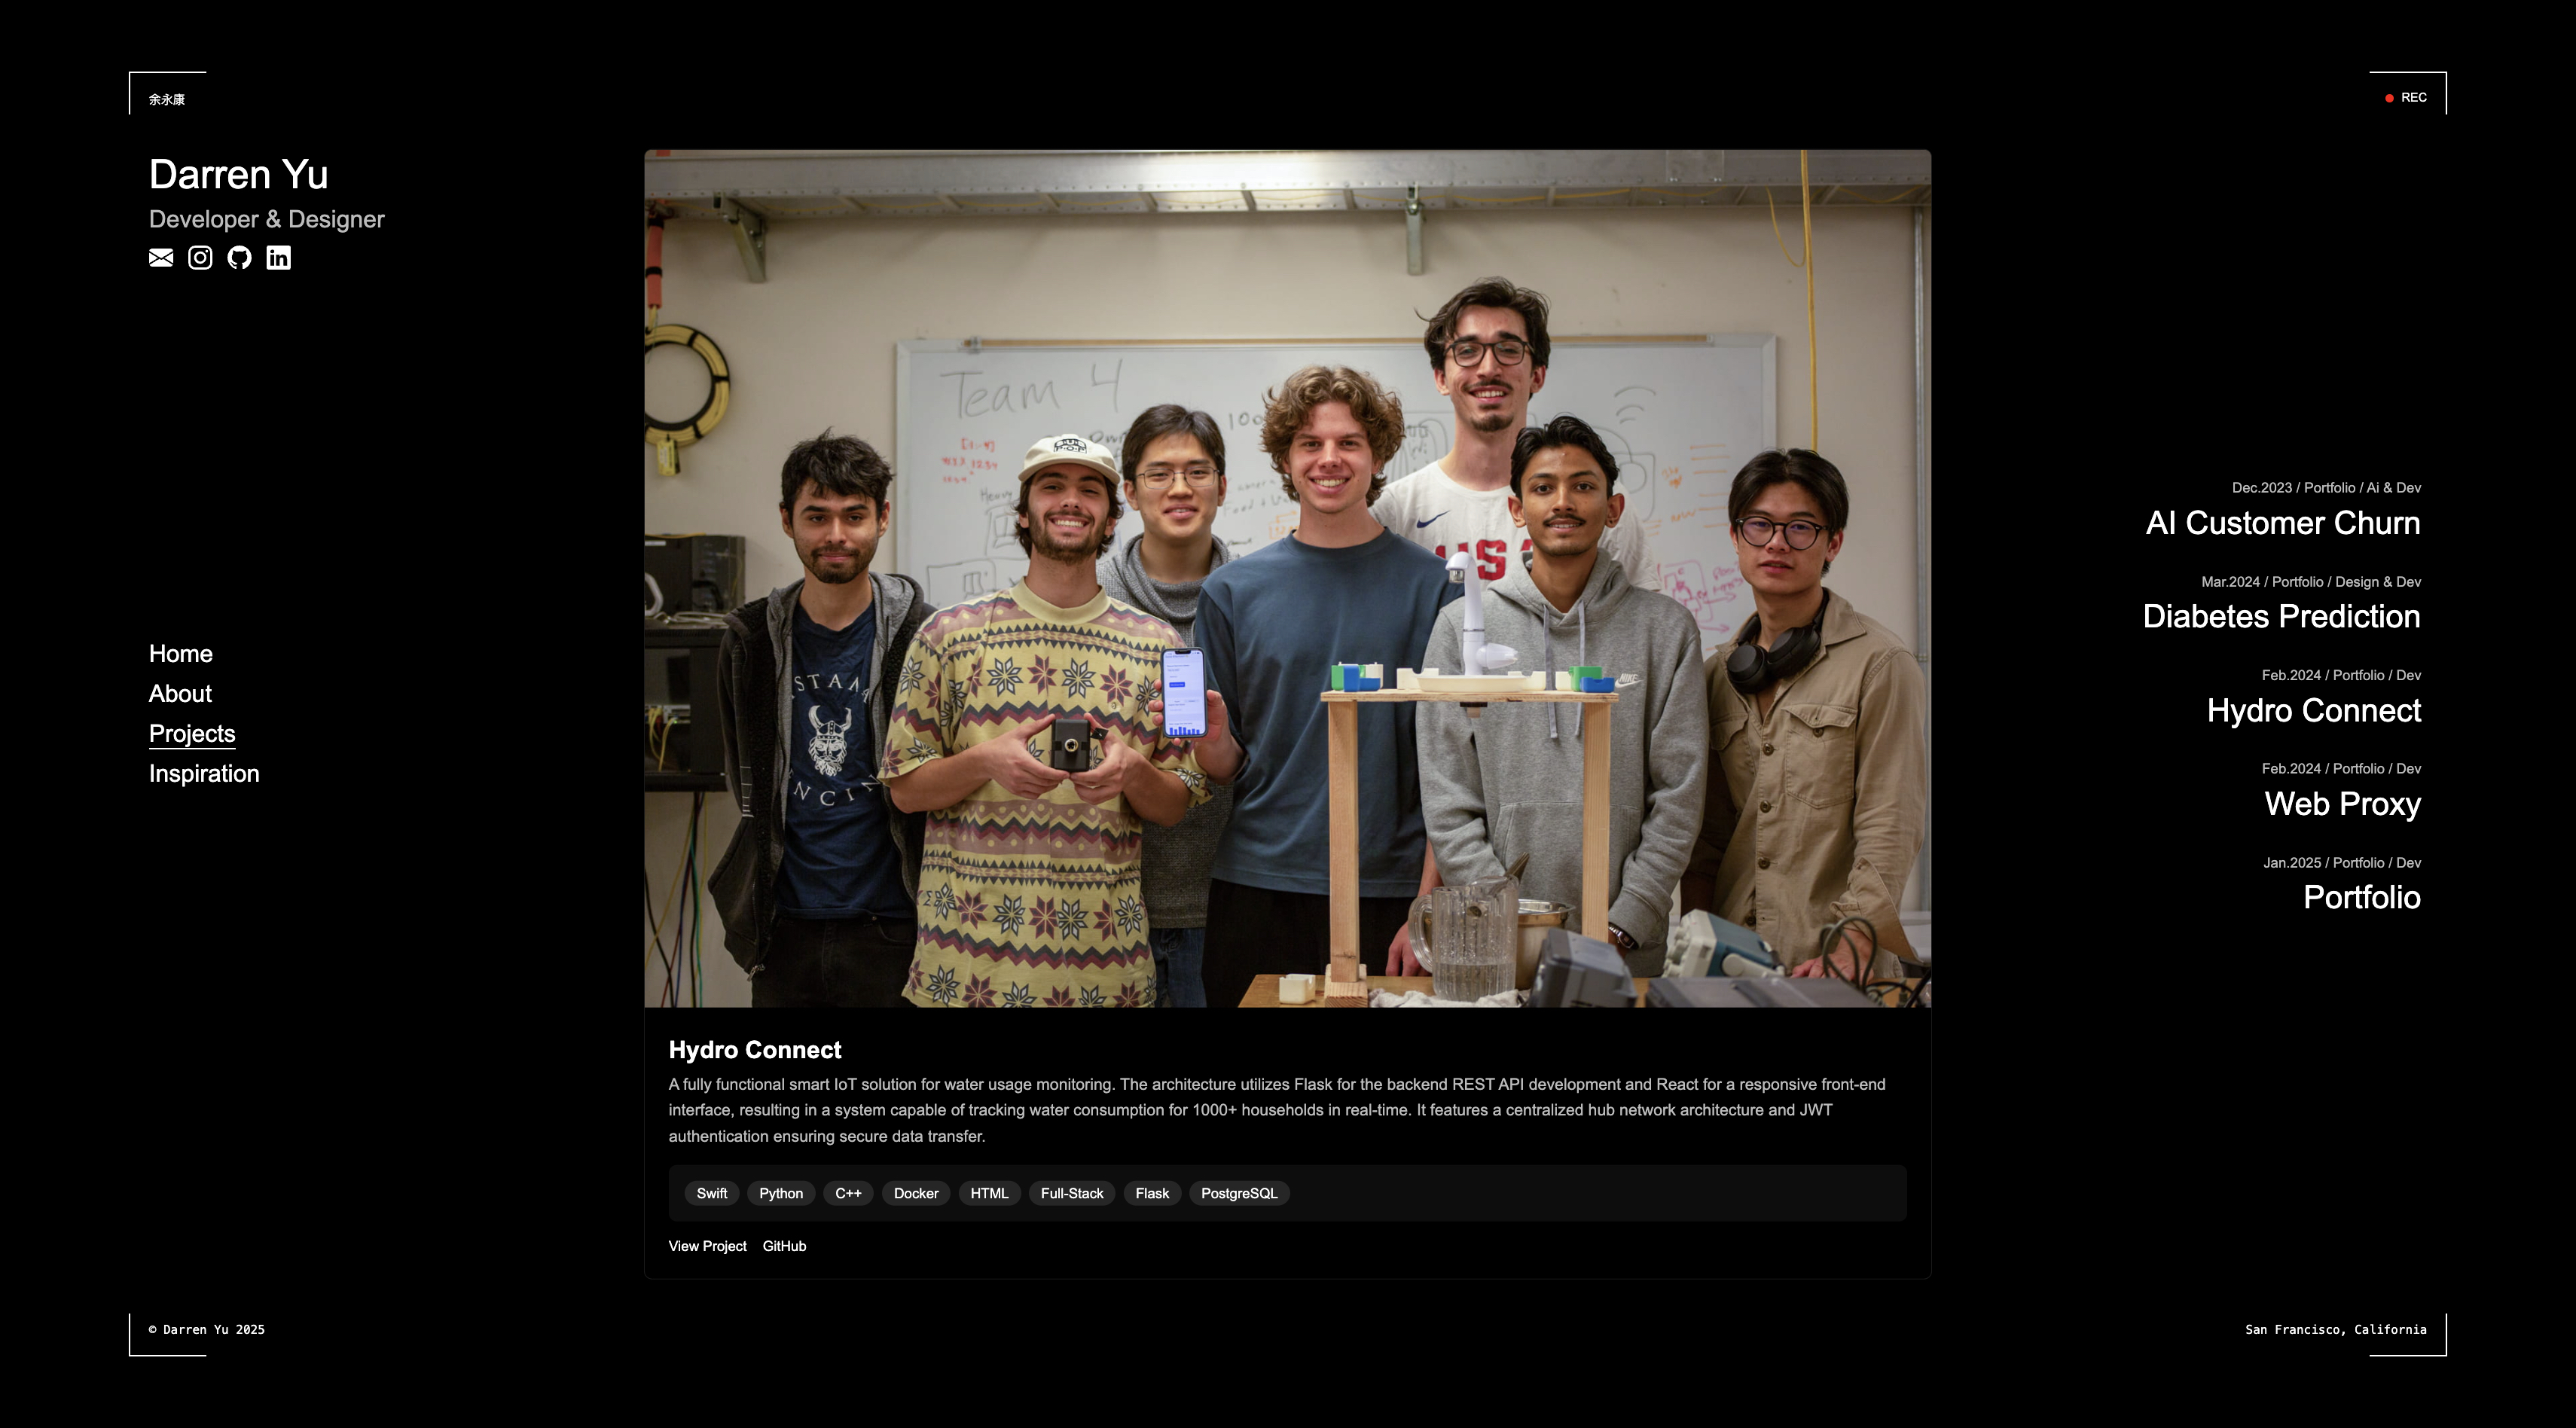 余永康
REC
Darren Yu
Developer & Designer
Home
About
Projects
Inspiration
Team 4
USA
Hydro Connect
A fully functional smart IoT solution for water usage monitoring. The architecture utilizes Flask for the backend REST API development and React for a responsive front-end
interface, resulting in a system capable of tracking water consumption for 1000+ households in real-time. It features a centralized hub network architecture and JWT
authentication ensuring secure data transfer.
Swift
Python
C++
Docker
HTML
Full-Stack
Flask
PostgreSQL
View Project
GitHub
Dec.2023 / Portfolio / Ai & Dev
AI Customer Churn
Mar.2024 / Portfolio / Design & Dev
Diabetes Prediction
Feb.2024 / Portfolio / Dev
Hydro Connect
Feb.2024 / Portfolio / Dev
Web Proxy
Jan.2025 / Portfolio / Dev
Portfolio
© Darren Yu 2025
San Francisco, California